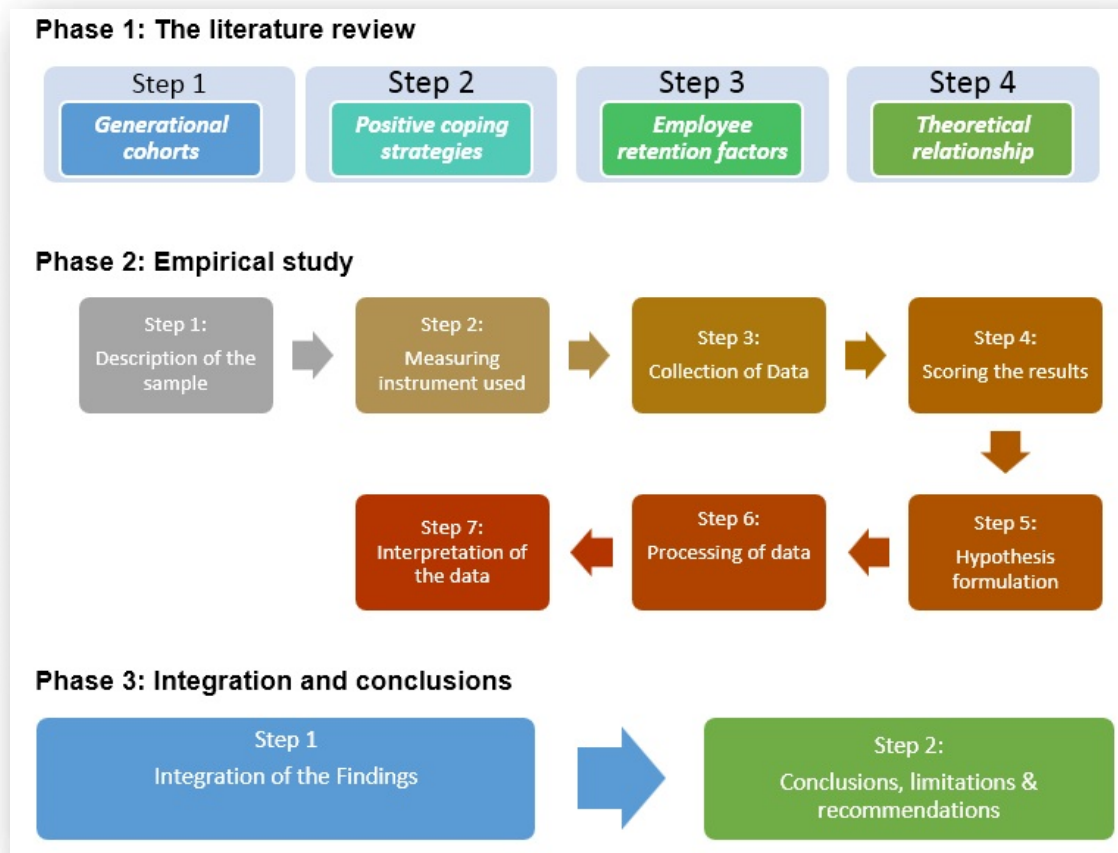 Phase 1: The literature review
Step 1
Generational
cohorts
Step 2
Positive coping
strategies
Step 3
Employee
retention factors
Step 4
Theoretical
relationship
Phase 2: Empirical study
Step 1:
Description of the
sample
Step 2:
Measuring
instrument used
Step 3:
Collection of Data
Step 4:
Scoring the results
Step 5:
Hypothesis
formulation
Step 6:
Processing of data
Step 7:
Interpretation of
the data
Phase 3: Integration and conclusions
Step 1
Integration of the Findings
Step 2:
Conclusions, limitations &
recommendations